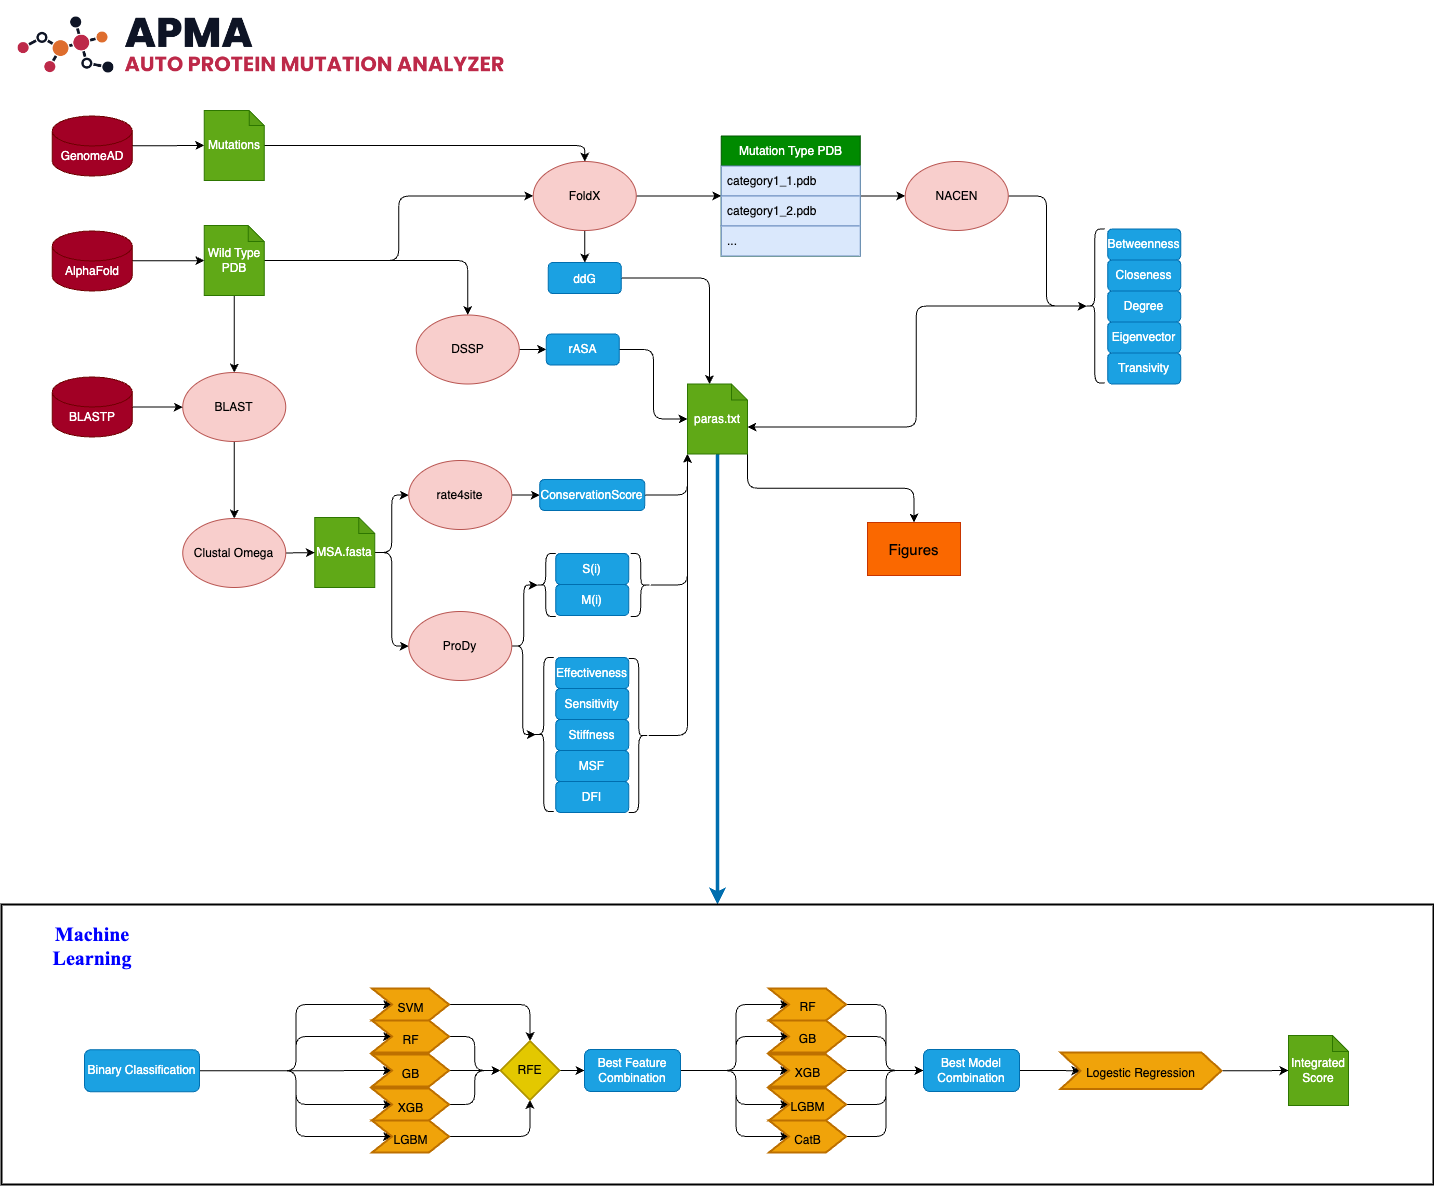 APMA
AUTO PROTEIN MUTATION ANALYZER
GenomeAD
Mutations
FoldX
Mutation Type PDB
category1_1.pdb
category1_2.pdb
...
NACEN
AlphaFold
Wild Type
PDB
ddG
Betweenness
Closeness
Degree
Eigenvector
Transivity
DSSP
rASA
BLASTP
BLAST
paras.txt
rate4site
ConservationScore
Clustal Omega
MSA.fasta
Figures
S(i)
M(i)
ProDy
Effectiveness
Sensitivity
Stiffness
MSF
DFI
Machine
Learning
Binary Classification
SVM
RF
GB
XGB
LGBM
RFE
Best Feature
Combination
RF
GB
XGB
LGBM
CatB
Best Model
Combination
Logestic Regression
Integrated
Score